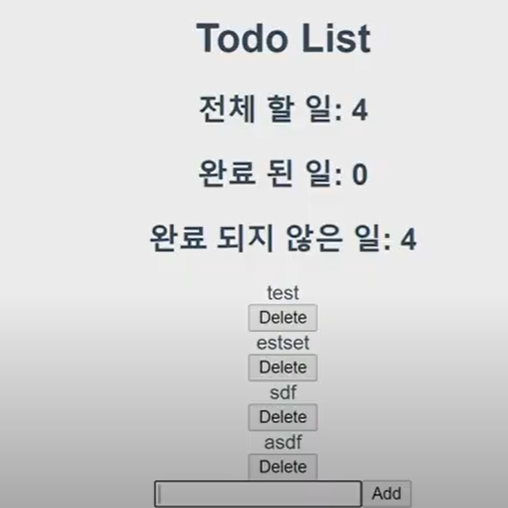 Todo List
전체 할 일: 4
완료 된 일: 0
완료 되지 않은 일: 4
test
Delete
estset
Delete
sdf
Delete
asdf
Delete
Add